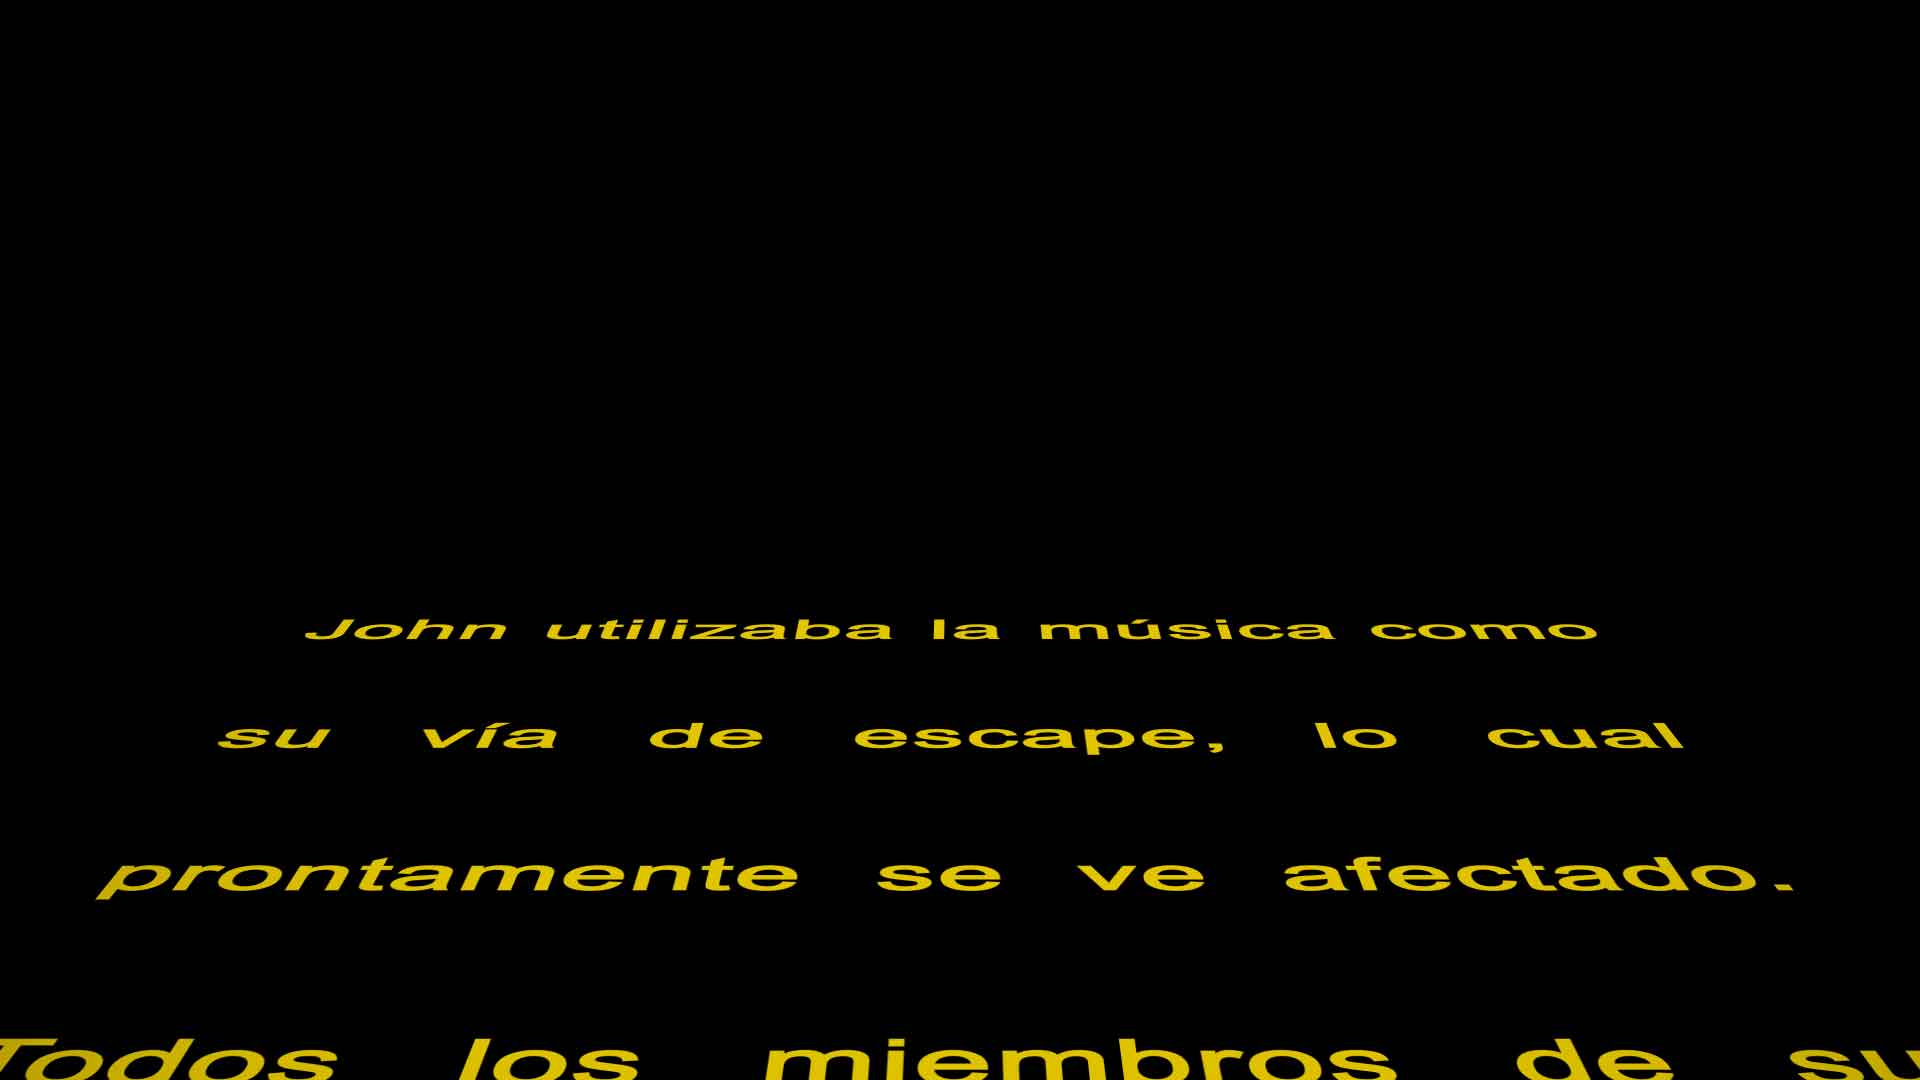 John utilizaba la música como
su vía de escape, lo cual
prontamente se ve afectado.
Todos los miembros de su